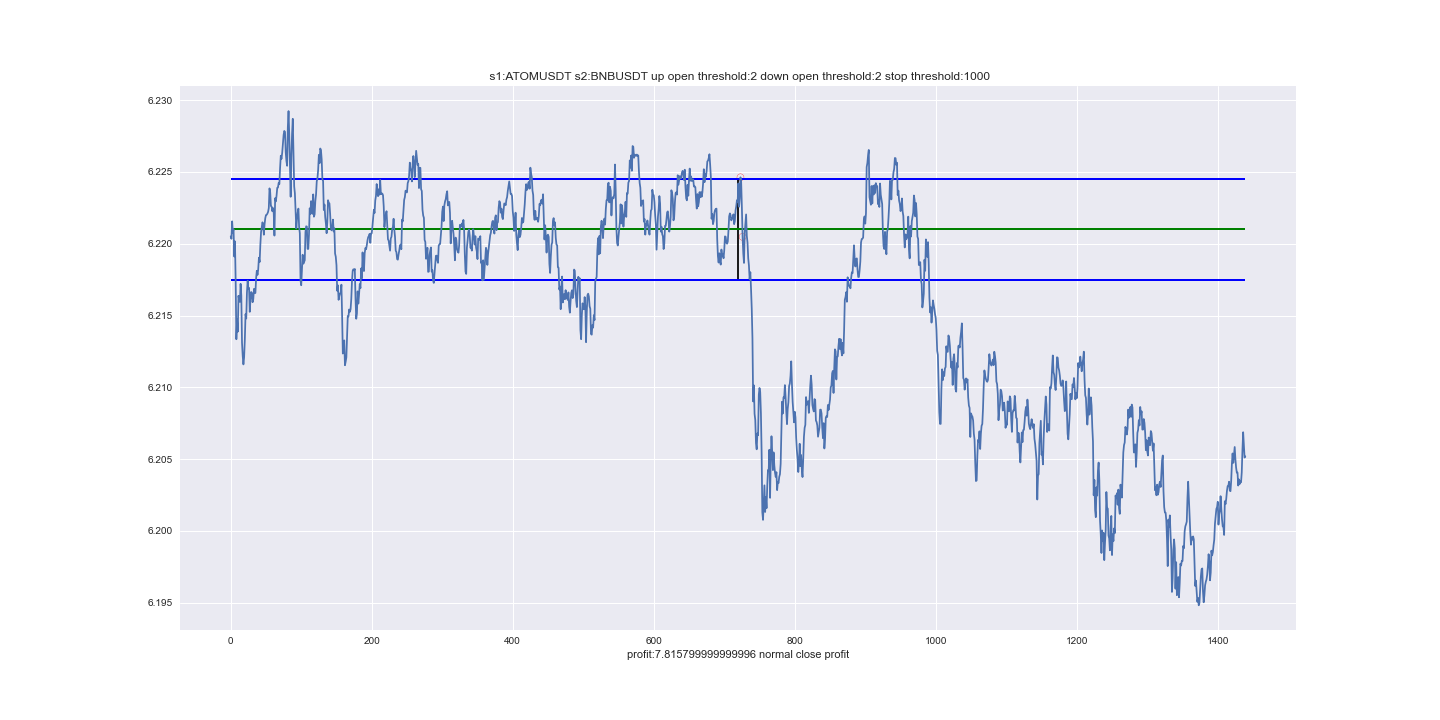 s1:ATOMUSDT s2:BNBUSDT up open threshold:2 down open threshold:2 stop threshold:1000
6.230
6.225
6.220
6.215
6.210
6.205
6.200
6.195
0 200 400 600 800 1000 1200 1400
profit:7.815799999999996 normal close profit